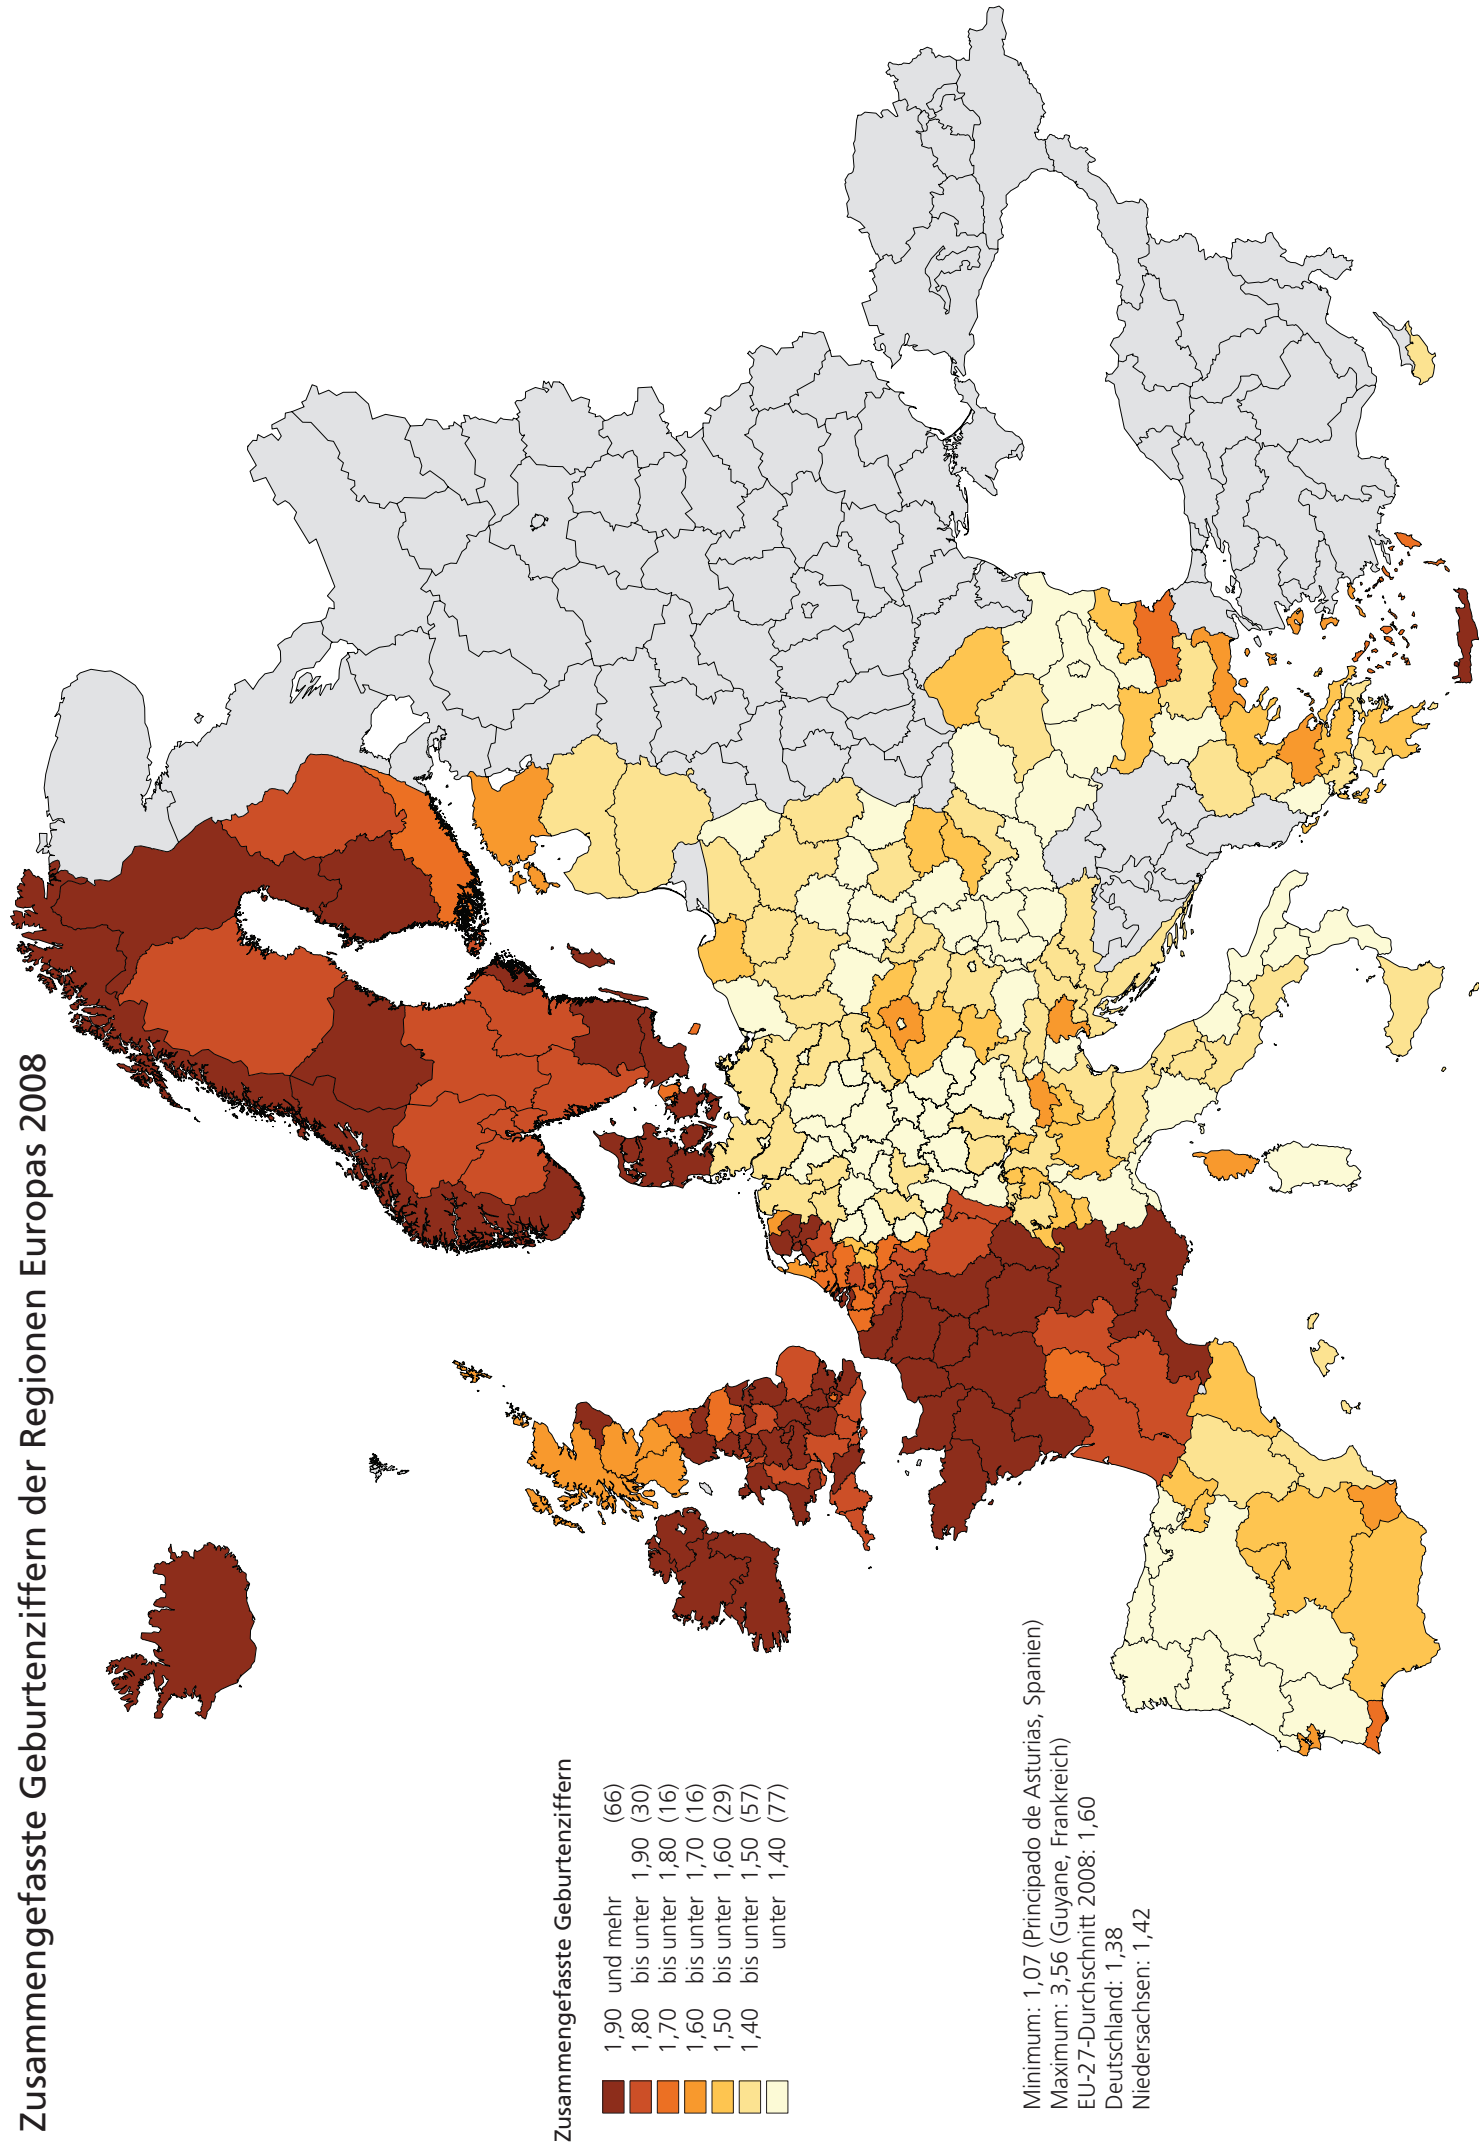 Zusammengefasste Geburtenziffern der Regionen Europas 2008
Zusammengefasste Geburtenziffern
1,90 und mehr (66)
1,80 bis unter 1,90 (30)
1,70 bis unter 1,80 (16)
1,60 bis unter 1,70 (16)
1,50 bis unter 1,60 (29)
1,40 bis unter 1,50 (57)
unter 1,40 (77)
Minimum: 1,07 (Principado de Asturias, Spanien)
Maximum: 3,56 (Guyane, Frankreich)
EU-27-Durchschnitt 2008: 1,60
Deutschland: 1,38
Niedersachsen: 1,42